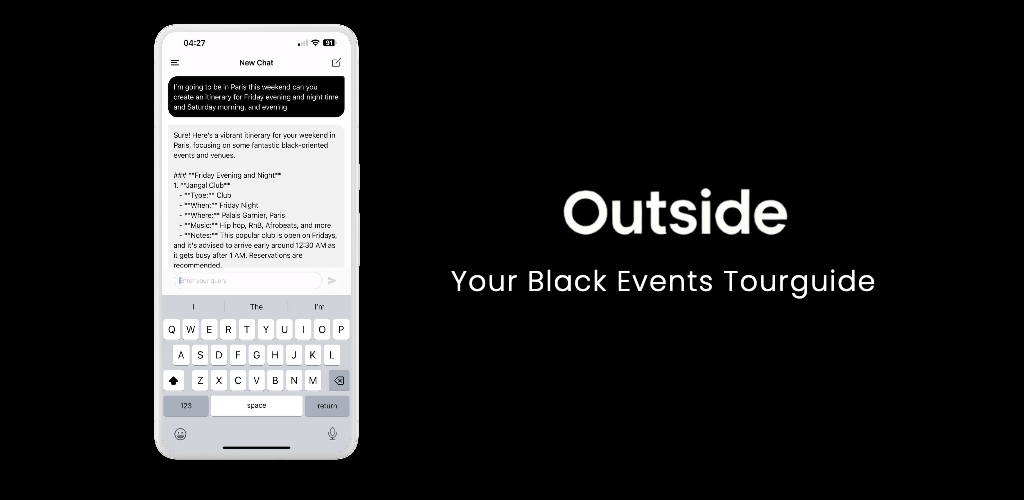 04:27
91
New Chat
I'm going to be in Paris this weekend can you
create an itinerary for Friday evening and night time
and Saturday morning, and evening
Sure! Here's a vibrant itinerary for your weekend in
Paris, focusing on some fantastic black-oriented
events and venues.
### **Friday Evening and Night**
1. **Jangal Club**
- **Type:** Club
- **When:** Friday Night
- **Where:** Palais Garnier, Paris
- **Music:** Hip hop, RnB, Afrobeats, and more
- **Notes:** This popular club is open on Fridays,
and it's advised to arrive early around 12:30 AM as
it gets busy after 1 AM. Reservations are
recommended.
Enter your query
I The I'm
Q W E R T Y U I O P
A S D F G H J K L
Z X C V B N M
123 space return
Outside
Your Black Events Tourguide